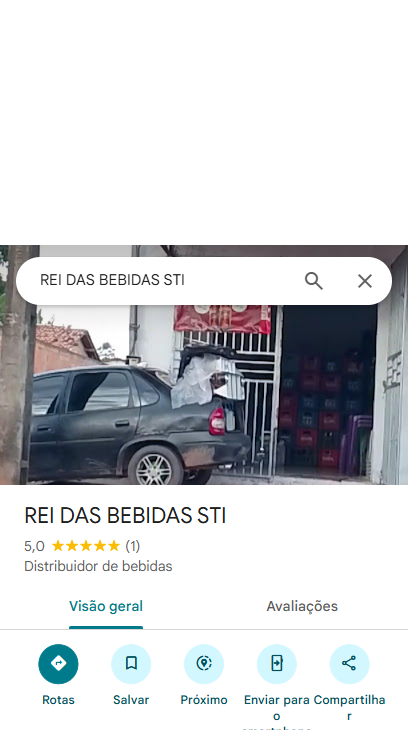 REI DAS BEBIDAS STI
REI DAS BEBIDAS STI
5,0 (1)
Distribuidor de bebidas
Visão geral
Avaliações
Rotas
Salvar
Próximo
Enviar para o
Compartilhar